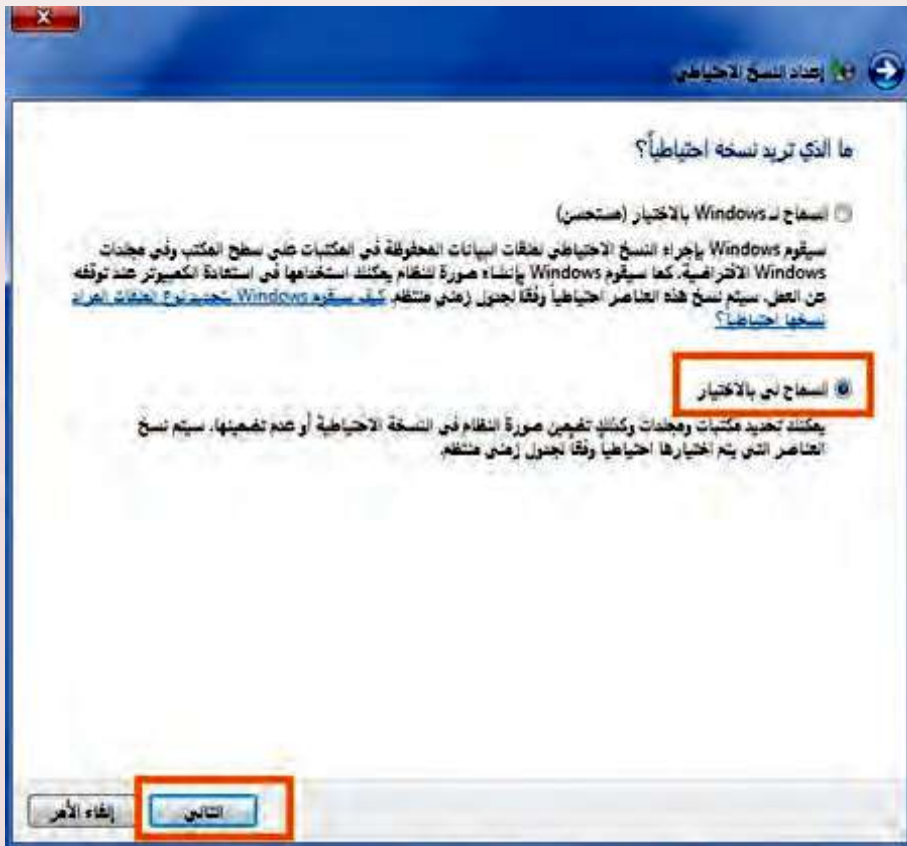 إعداد النسخ الاحتياطي
ما الذي تريد نسخه احتياطياً؟
السماح لـ Windows بالاختيار (مستحسن)
سيقوم Windows بإجراء النسخ الاحتياطي لملفات البيانات المحفوظة في المكتبات على سطح المكتب وفي مجلدات
Windows الافتراضية. كما سيقوم Windows بإنشاء صورة للنظام يمكنك استخدامها في استعادة الكمبيوتر عند توقفه
عن العمل. سيتم نسخ هذه العناصر احتياطياً وفقًا لجدول زمني منتظم. كيف سيقوم Windows بتحديد نوع الملفات المراد
نسخها احتياطياً؟
السماح لي بالاختيار
يمكنك تحديد مكتبات ومجلدات وكذلك تضمين صورة النظام في النسخة الاحتياطية أو عدم تضمينها. سيتم نسخ
العناصر التي يتم اختيارها احتياطياً وفقًا لجدول زمني منتظم.
التالي
إلغاء الأمر